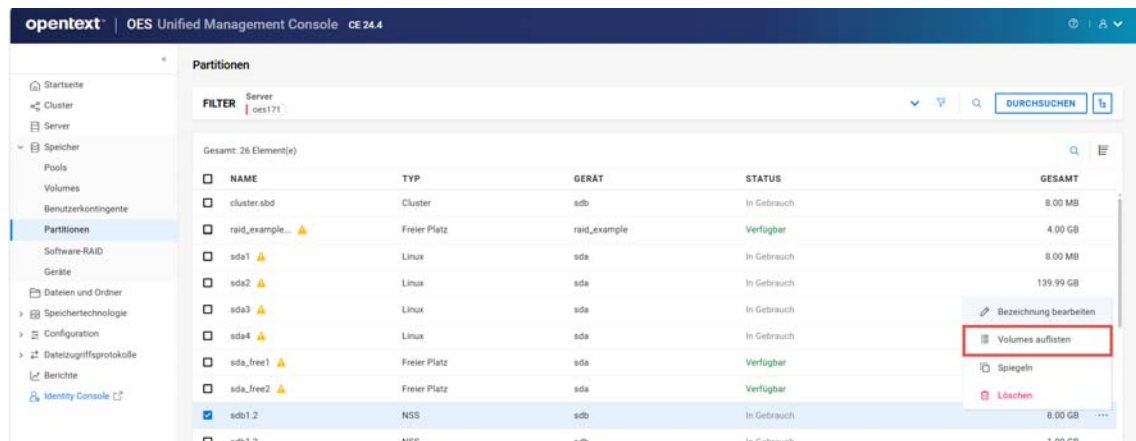 opentext™ | OES Unified Management Console CE 24.4
Partitionen
Startseite
Cluster
Server
Speicher
Pools
Volumes
Benutzerkontingente
Partitionen
Software-RAID
Geräte
Dateien und Ordner
Speichertechnologie
Configuration
Dateizugriffsprotokolle
Berichte
Identity Console
FILTER Server
oes171
DURCHSUCHEN
Gesamt: 26 Element(e)
NAME TYP GERÄT STATUS GESAMT
cluster.sbd Cluster sdb In Gebrauch 8.00 MB
raid_example... Freier Platz raid_example Verfügbar 4.00 GB
sda1 Linux sda In Gebrauch 8.00 MB
sda2 Linux sda In Gebrauch 139.99 GB
sda3 Linux sda In Gebrauch
sda4 Linux sda In Gebrauch
sda_free1 Freier Platz sda Verfügbar
sda_free2 Freier Platz sda Verfügbar
sdb1.2 NSS sdb In Gebrauch 8.00 GB ...
Bezeichnung bearbeiten
Volumes auflisten
Spiegeln
Löschen